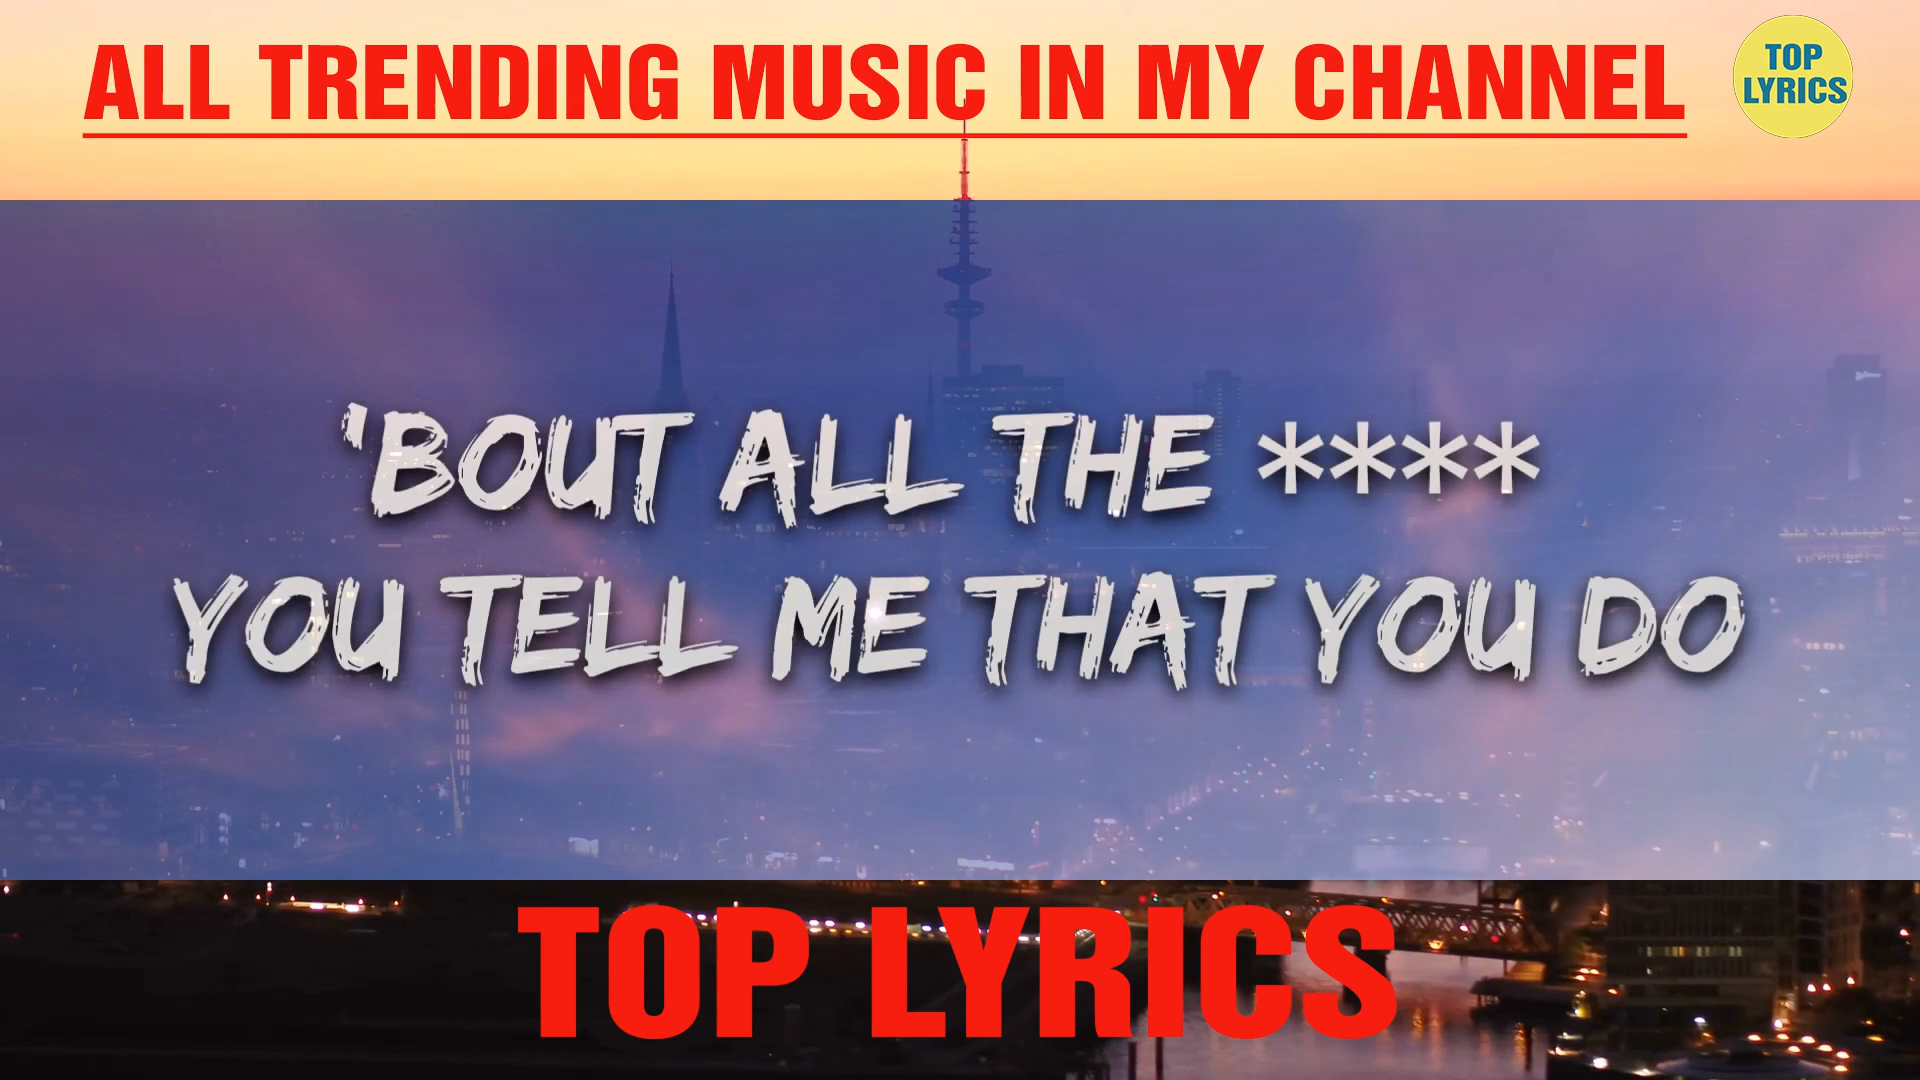 ALL TRENDING MUSIC IN MY CHANNEL
TOP
LYRICS
'BOUT ALL THE ****
YOU TELL ME THAT YOU DO
TOP LYRICS